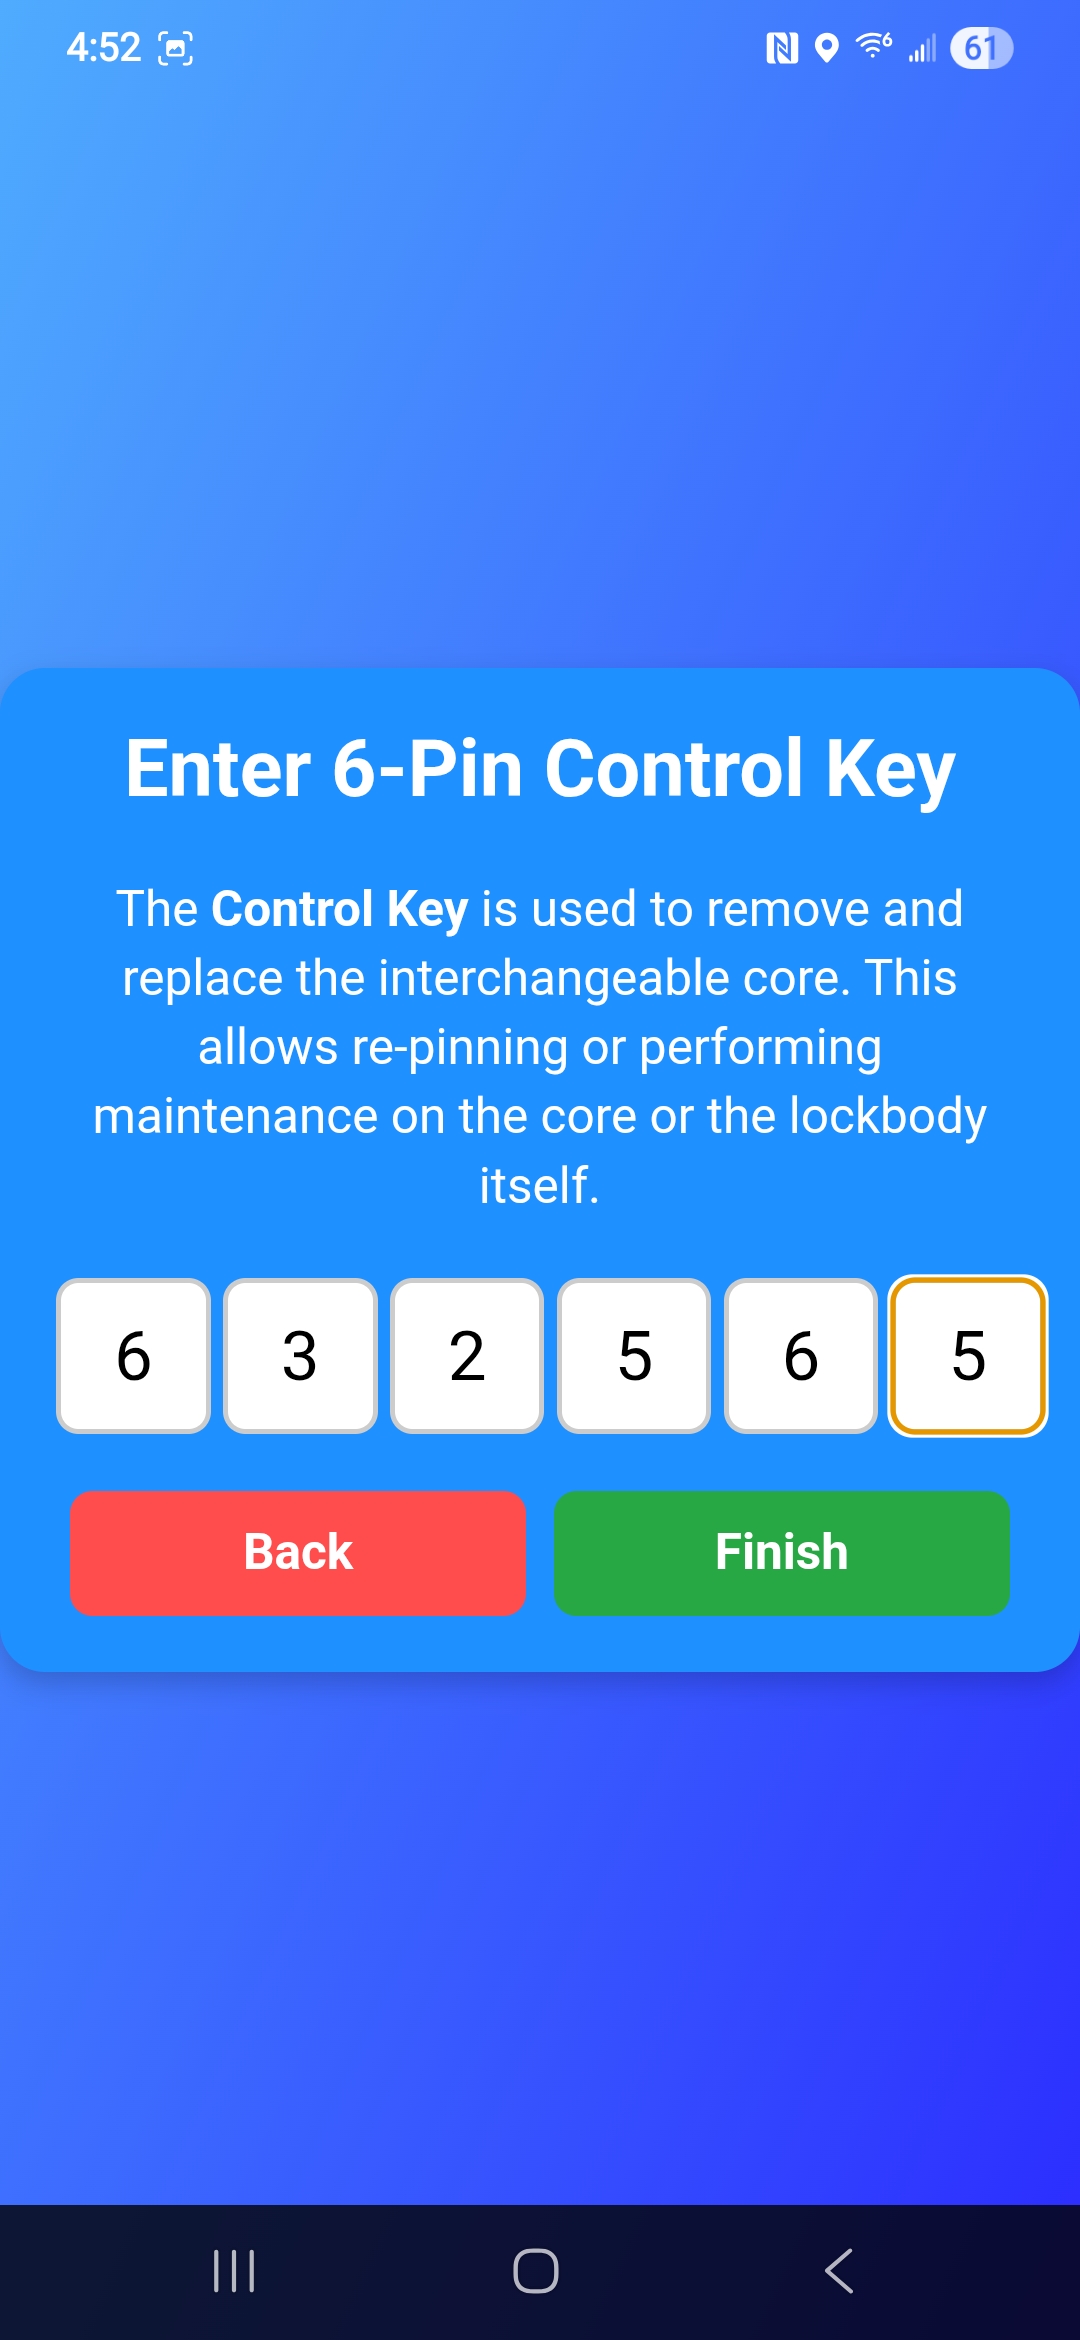 4:52
6
61
Enter 6-Pin Control Key
The Control Key is used to remove and
replace the interchangeable core. This
allows re-pinning or performing
maintenance on the core or the lockbody
itself.
6 3 2 5 6 5
Back Finish